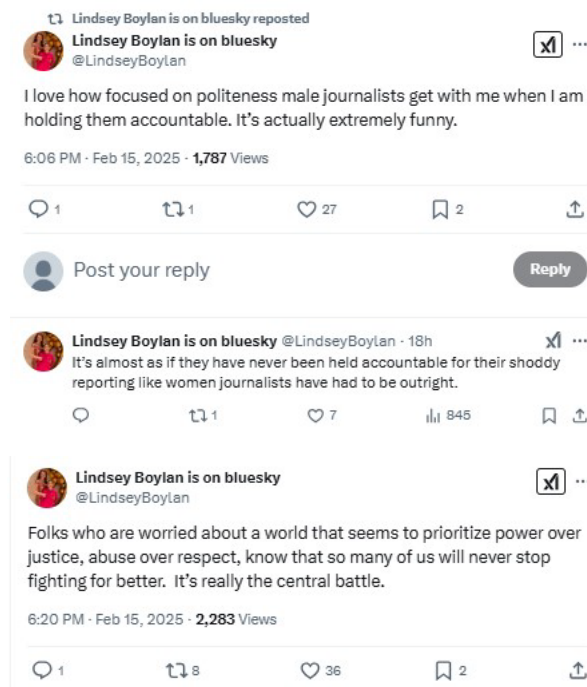 Lindsey Boylan is on bluesky reposted
Lindsey Boylan is on bluesky
@LindseyBoylan
I love how focused on politeness male journalists get with me when I am
holding them accountable. It’s actually extremely funny.
6:06 PM · Feb 15, 2025 · 1,787 Views
1 1 27 2
Post your reply
Reply
Lindsey Boylan is on bluesky @LindseyBoylan · 18h
It’s almost as if they have never been held accountable for their shoddy
reporting like women journalists have had to be outright.
1 7 845
Lindsey Boylan is on bluesky
@LindseyBoylan
Folks who are worried about a world that seems to prioritize power over
justice, abuse over respect, know that so many of us will never stop
fighting for better.  It’s really the central battle.
6:20 PM · Feb 15, 2025 · 2,283 Views
1 8 36 2